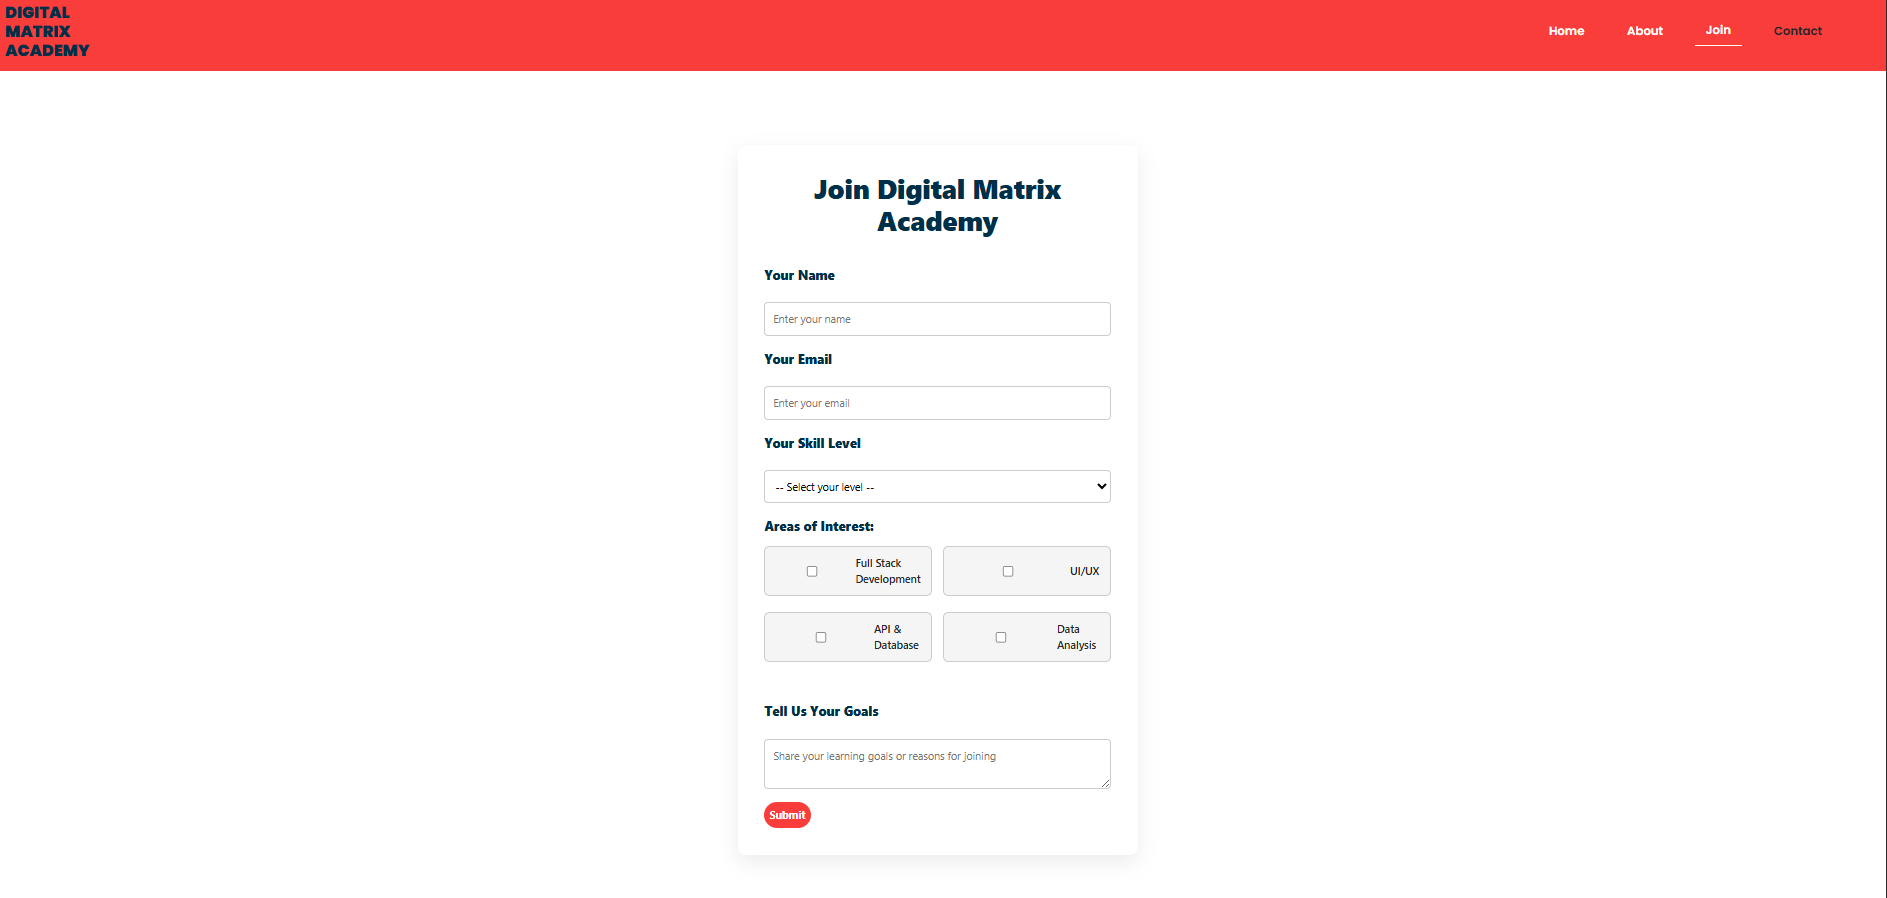 DIGITAL
MATRIX
ACADEMY
Home About Join Contact
Join Digital Matrix
Academy
Your Name
Enter your name
Your Email
Enter your email
Your Skill Level
-- Select your level --
Areas of Interest:
Full Stack
Development
UI/UX
API &
Database
Data
Analysis
Tell Us Your Goals
Share your learning goals or reasons for joining
Submit